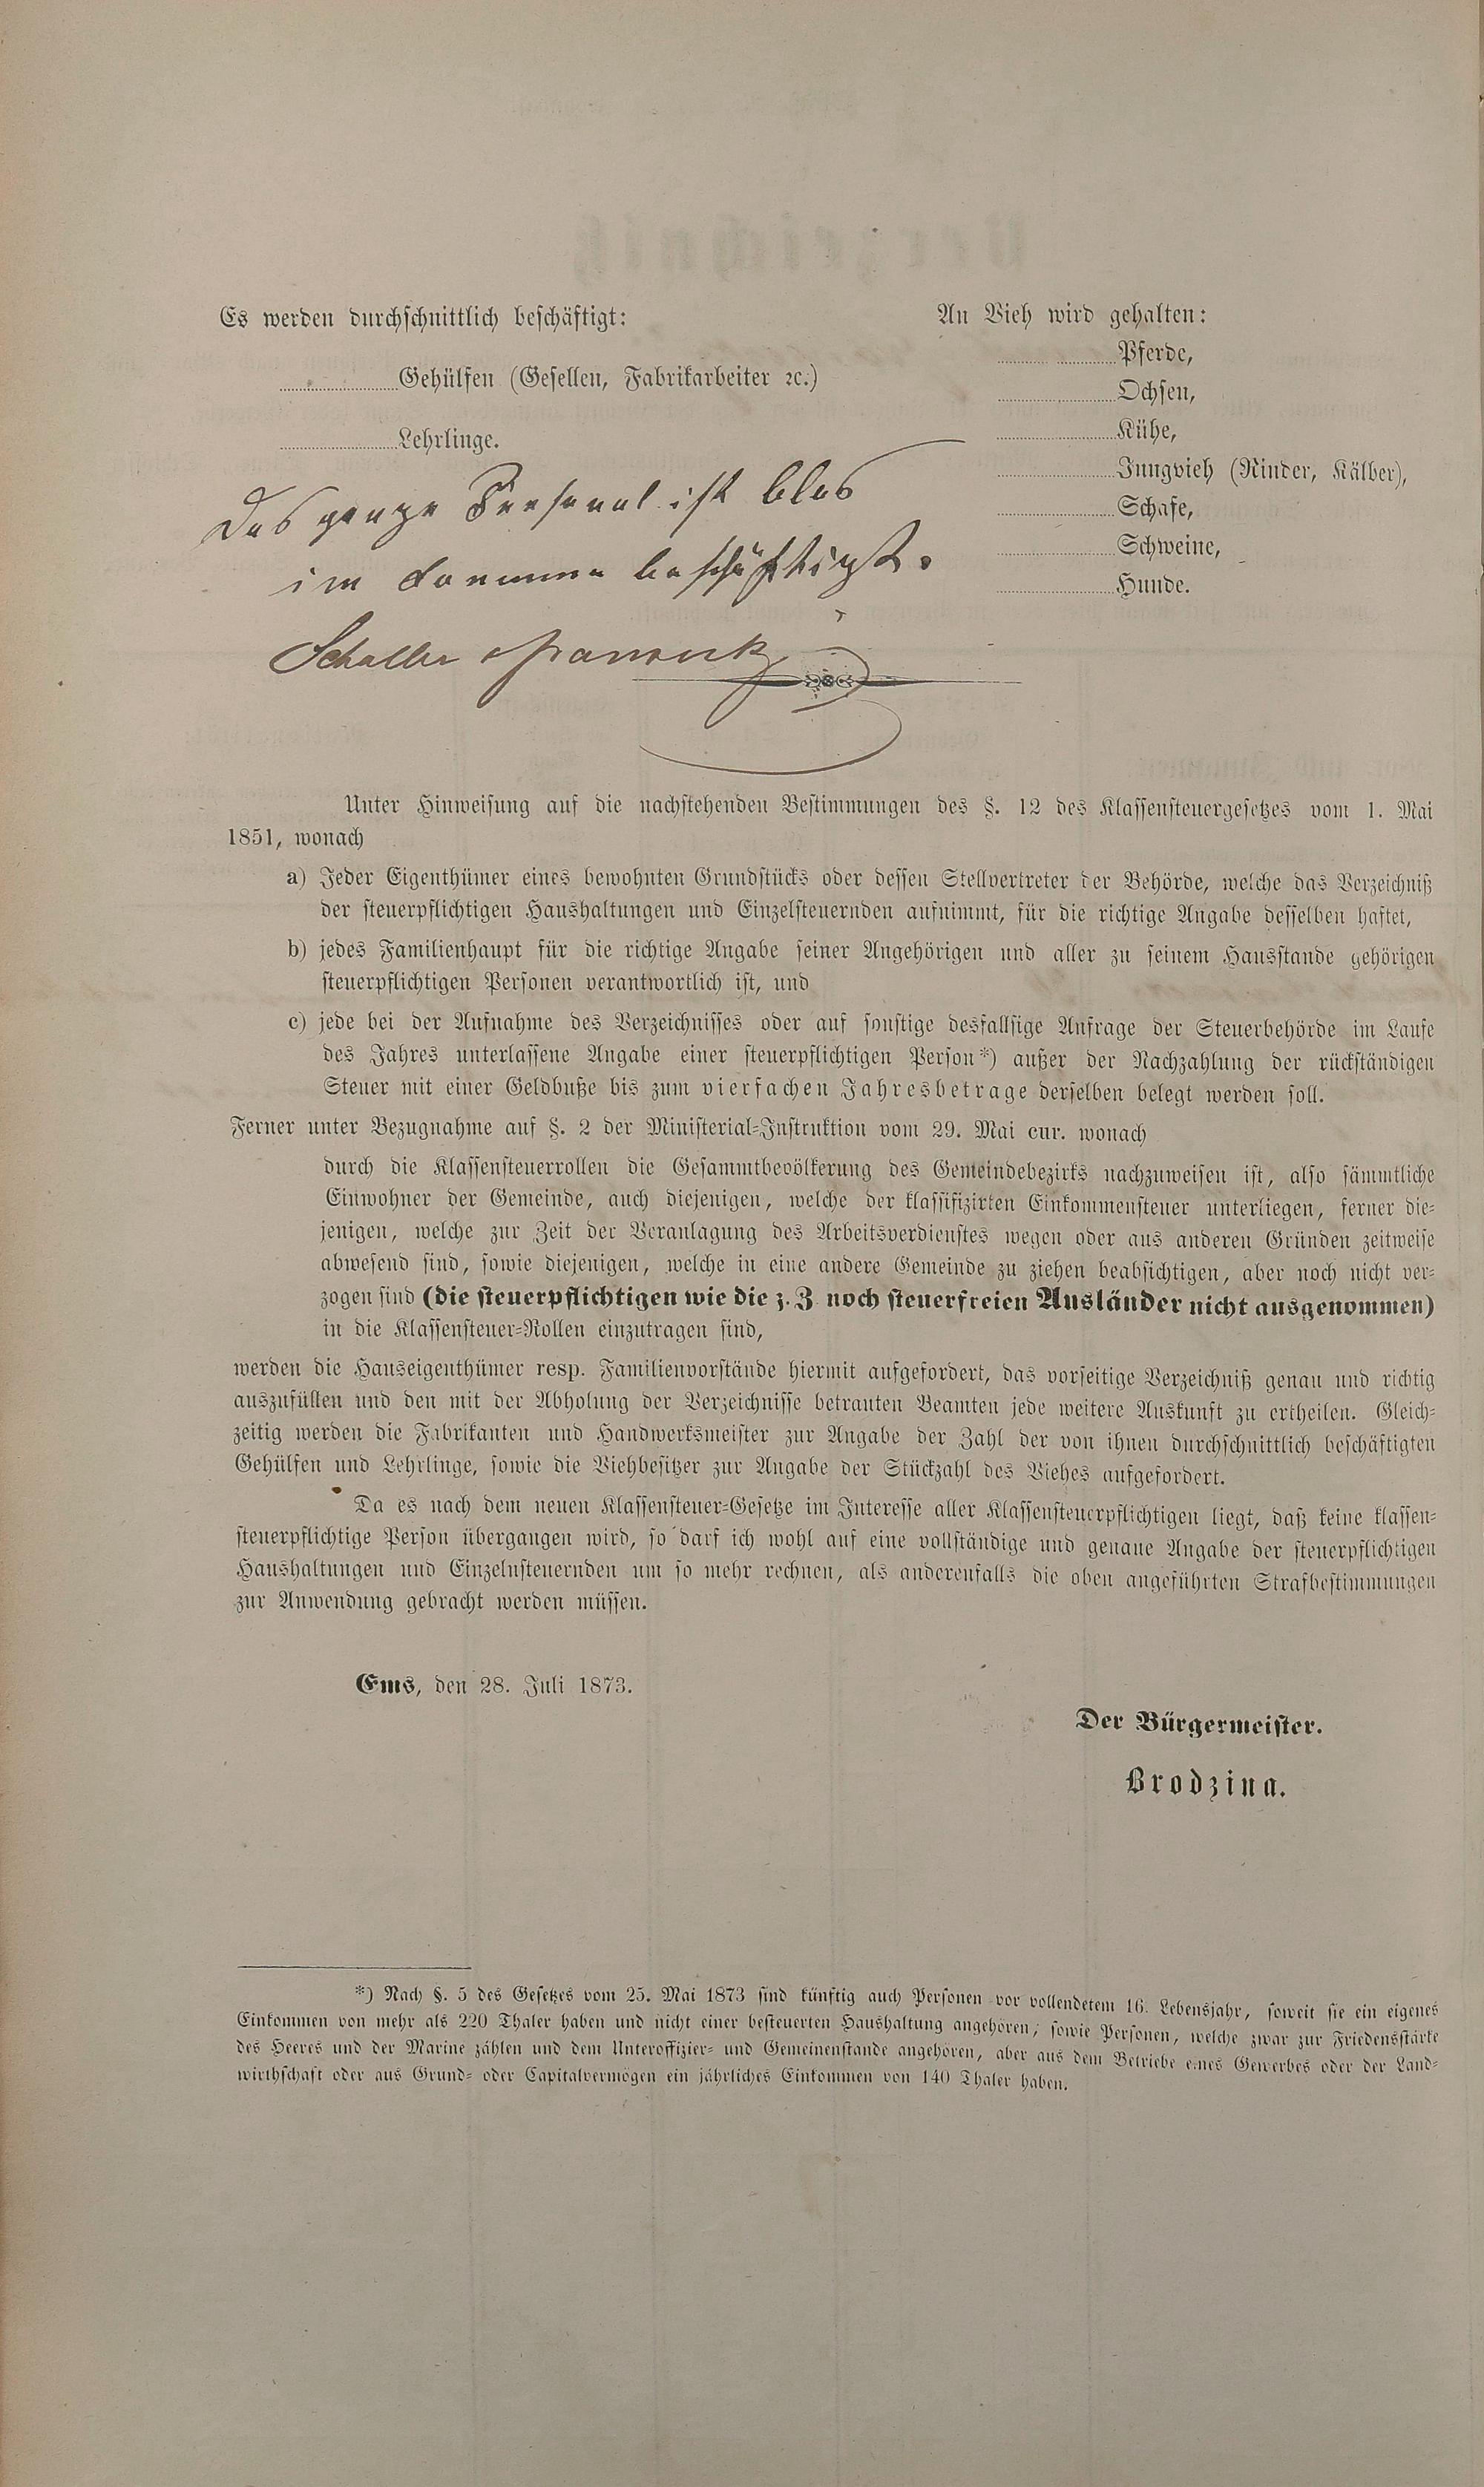 Es werden durchschnittlich beschäftigt:
Gehülfen (Gesellen, Fabrikarbeiter ꝛc.)
Lehrlinge.
An Vieh wird gehalten:
Pferde,
Ochsen,
Kühe,
Jungvieh (Rinder, Kälber),
Schafe,
Schweine,
Hunde.
Das ganze Personal ist blos
im Sommer beschäftigt.
Schaller
Unter Hinweisung auf die nachstehenden Bestimmungen des §. 12 des Klassensteuergesetzes vom 1. Mai
1851, wonach
a) Jeder Eigenthümer eines bewohnten Grundstücks oder dessen Stellvertreter der Behörde, welche das Verzeichniß
der steuerpflichtigen Haushaltungen und Einzelsteuernden aufnimmt, für die richtige Angabe desselben haftet,
b) jedes Familienhaupt für die richtige Angabe seiner Angehörigen und aller zu seinem Hausstande gehörigen
steuerpflichtigen Personen verantwortlich ist, und
c) jede bei der Aufnahme des Verzeichnisses oder auf sonstige desfallsige Anfrage der Steuerbehörde im Laufe
des Jahres unterlassene Angabe einer steuerpflichtigen Person*) außer der Nachzahlung der rückständigen
Steuer mit einer Geldbuße bis zum vierfachen Jahresbetrage derselben belegt werden soll.
Ferner unter Bezugnahme auf §. 2 der Ministerial-Instruktion vom 29. Mai cur. wonach
durch die Klassensteuerrollen die Gesammtbevölkerung des Gemeindebezirks nachzuweisen ist, also sämmtliche
Einwohner der Gemeinde, auch diejenigen, welche der klassifizirten Einkommensteuer unterliegen, ferner die-
jenigen, welche zur Zeit der Veranlagung des Arbeitsverdienstes wegen oder aus anderen Gründen zeitweise
abwesend sind, sowie diejenigen, welche in eine andere Gemeinde zu ziehen beabsichtigen, aber noch nicht ver-
zogen sind (die steuerpflichtigen wie die z. Z noch steuerfreien Ausländer nicht ausgenommen)
in die Klassensteuer-Rollen einzutragen sind,
werden die Hauseigenthümer resp. Familienvorstände hiermit aufgefordert, das vorseitige Verzeichniß genau und richtig
auszufüllen und den mit der Abholung der Verzeichnisse betrauten Beamten jede weitere Auskunft zu ertheilen. Gleich-
zeitig werden die Fabrikanten und Handwerksmeister zur Angabe der Zahl der von ihnen durchschnittlich beschäftigten
Gehülfen und Lehrlinge, sowie die Viehbesitzer zur Angabe der Stückzahl des Viehes aufgefordert.
Da es nach dem neuen Klassensteuer-Gesetze im Interesse aller Klassensteuerpflichtigen liegt, daß keine klassen-
steuerpflichtige Person übergangen wird, so darf ich wohl auf eine vollständige und genaue Angabe der steuerpflichtigen
Haushaltungen und Einzelnsteuernden um so mehr rechnen, als anderenfalls die oben angeführten Strafbestimmungen
zur Anwendung gebracht werden müssen.
Ems, den 28. Juli 1873.
Der Bürgermeister.
Brodzina.
*) Nach §. 5 des Gesetzes vom 25. Mai 1873 sind künftig auch Personen vor vollendetem 16. Lebensjahr, soweit sie ein eigenes
Einkommen von mehr als 220 Thaler haben und nicht einer besteuerten Haushaltung angehören; sowie Personen, welche zwar zur Friedensstärke
des Heeres und der Marine zählen und dem Unteroffizier- und Gemeinenstande angehören, aber aus dem Betriebe eines Gewerbes oder der Land-
wirthschaft oder aus Grund- oder Capitalvermögen ein jährliches Einkommen von 140 Thaler haben.